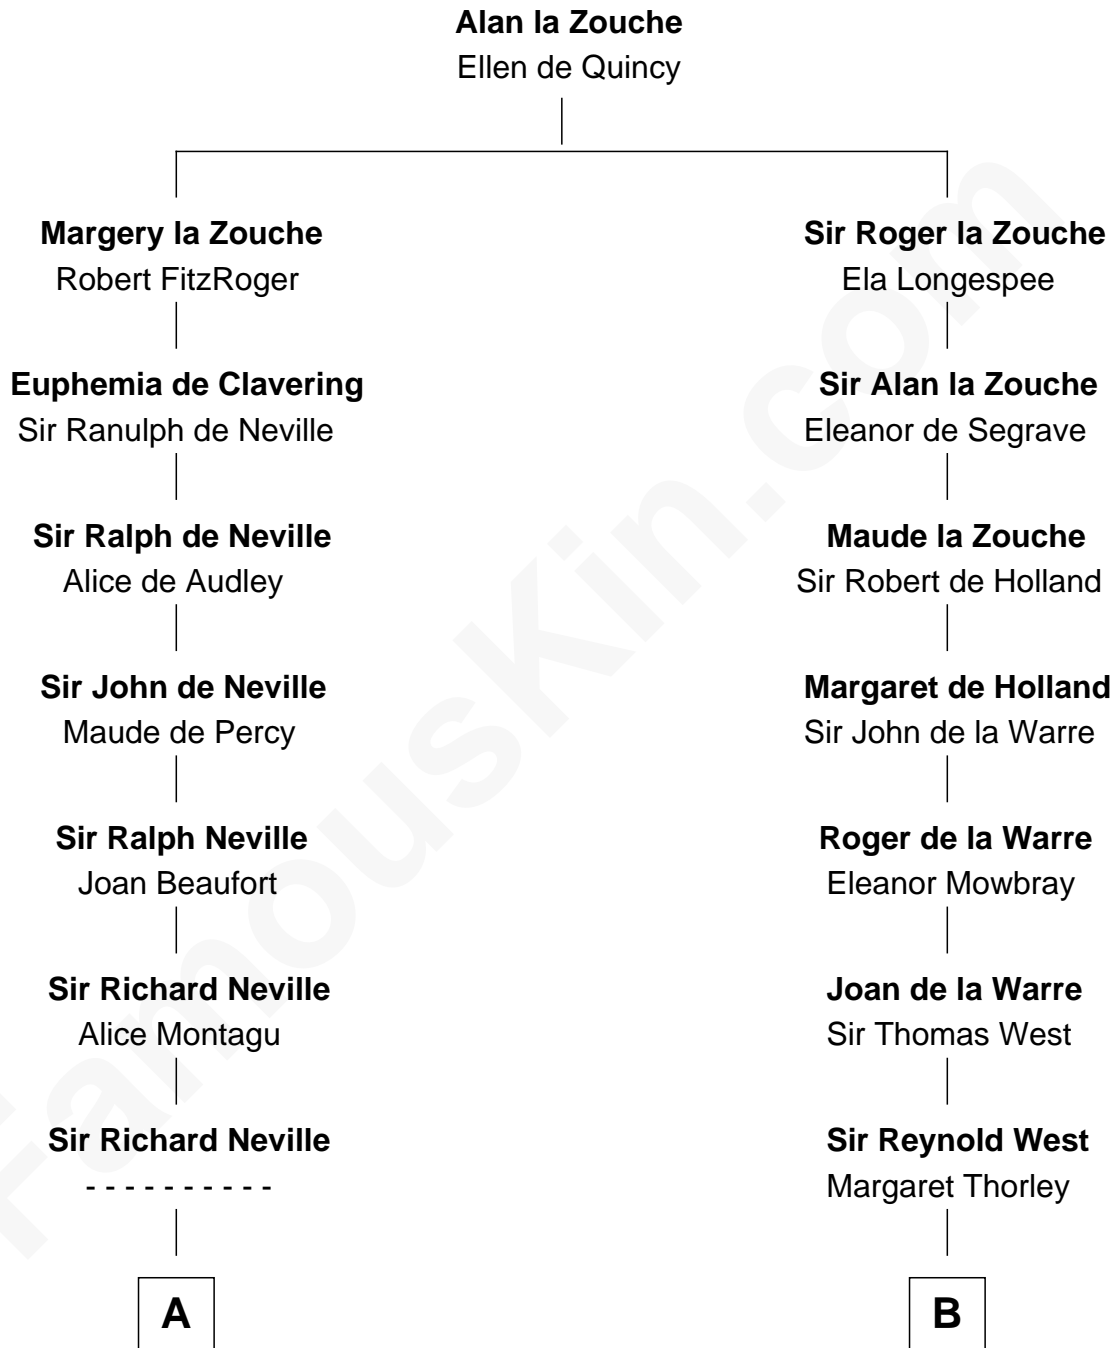 Alan la Zouche
Ellen de Quincy
Margery la Zouche
Robert FitzRoger
Sir Roger la Zouche
Ela Longespee
Euphemia de Clavering
Sir Ranulph de Neville
Sir Alan la Zouche
Eleanor de Segrave
Sir Ralph de Neville
Alice de Audley
Maude la Zouche
Sir Robert de Holland
Sir John de Neville
Maude de Percy
Margaret de Holland
Sir John de la Warre
Sir Ralph Neville
Joan Beaufort
Roger de la Warre
Eleanor Mowbray
Sir Richard Neville
Alice Montagu
Joan de la Warre
Sir Thomas West
Sir Richard Neville
- - - - - - - - - -
Sir Reynold West
Margaret Thorley
A
B
FamousKin.com